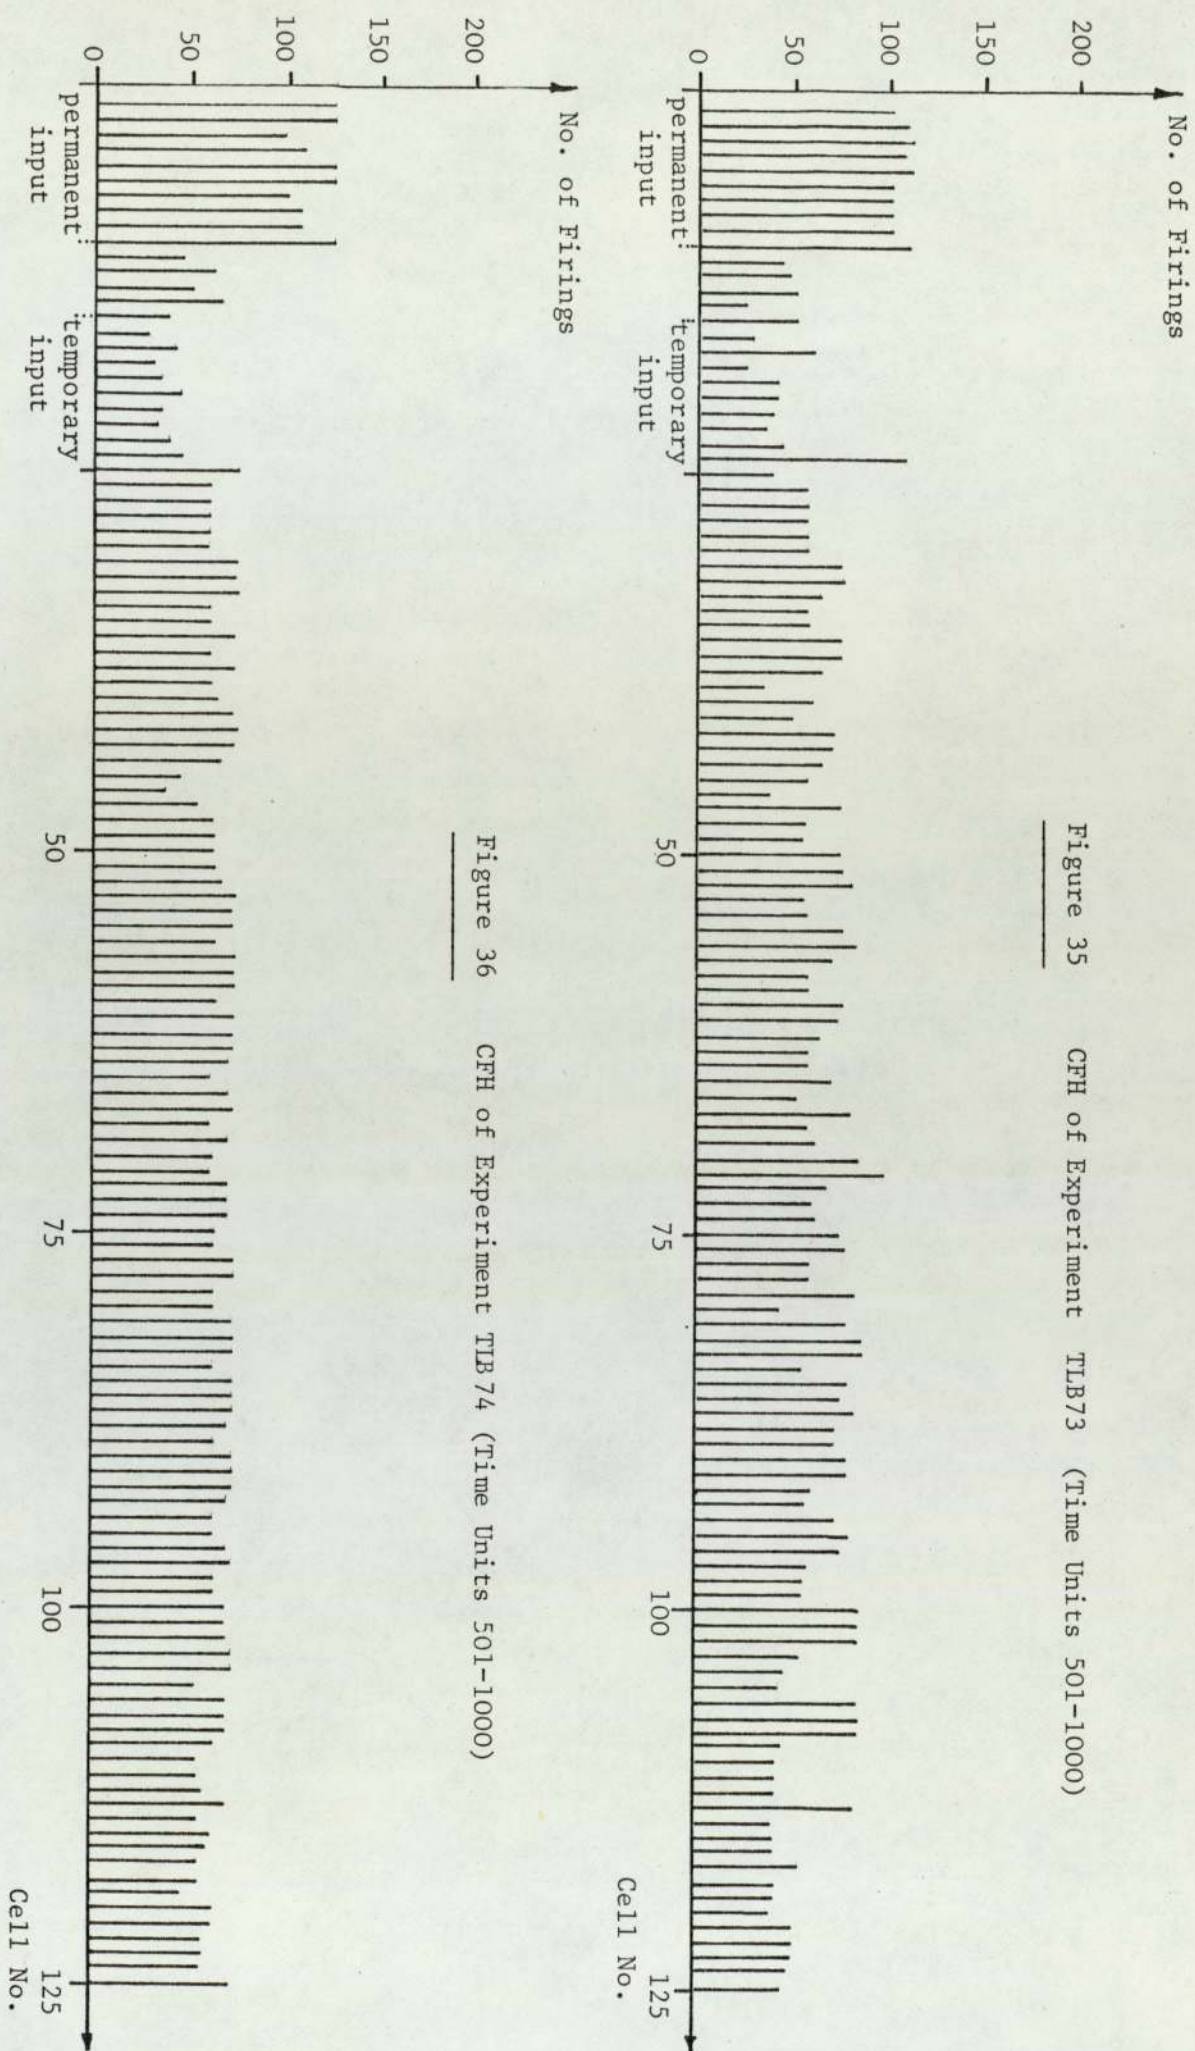 No. of Firings
200
150
100
50
0
permanent
input
temporary
input
50
75
100
125
Cell No.
Figure 35 CFH of Experiment TLB73 (Time Units 501-1000)
No. of Firings
200
150
100
50
0
permanent
input
temporary
input
50
75
100
125
Cell No.
Figure 36 CFH of Experiment TLB74 (Time Units 501-1000)